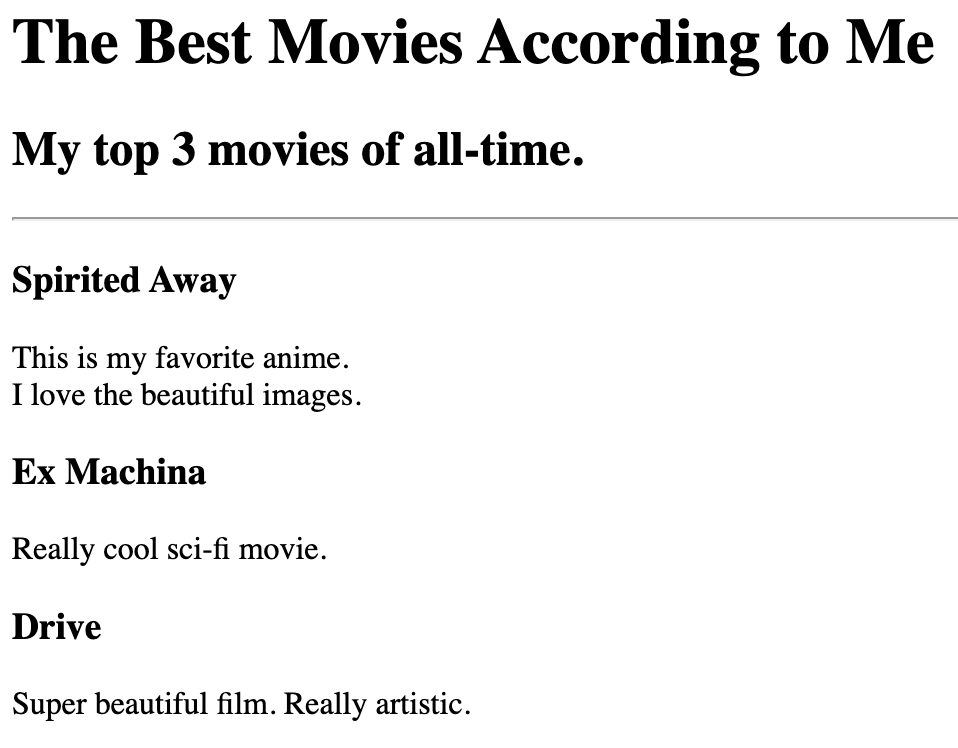 The Best Movies According to Me
My top 3 movies of all-time.
Spirited Away
This is my favorite anime.
I love the beautiful images.
Ex Machina
Really cool sci-fi movie.
Drive
Super beautiful film. Really artistic.